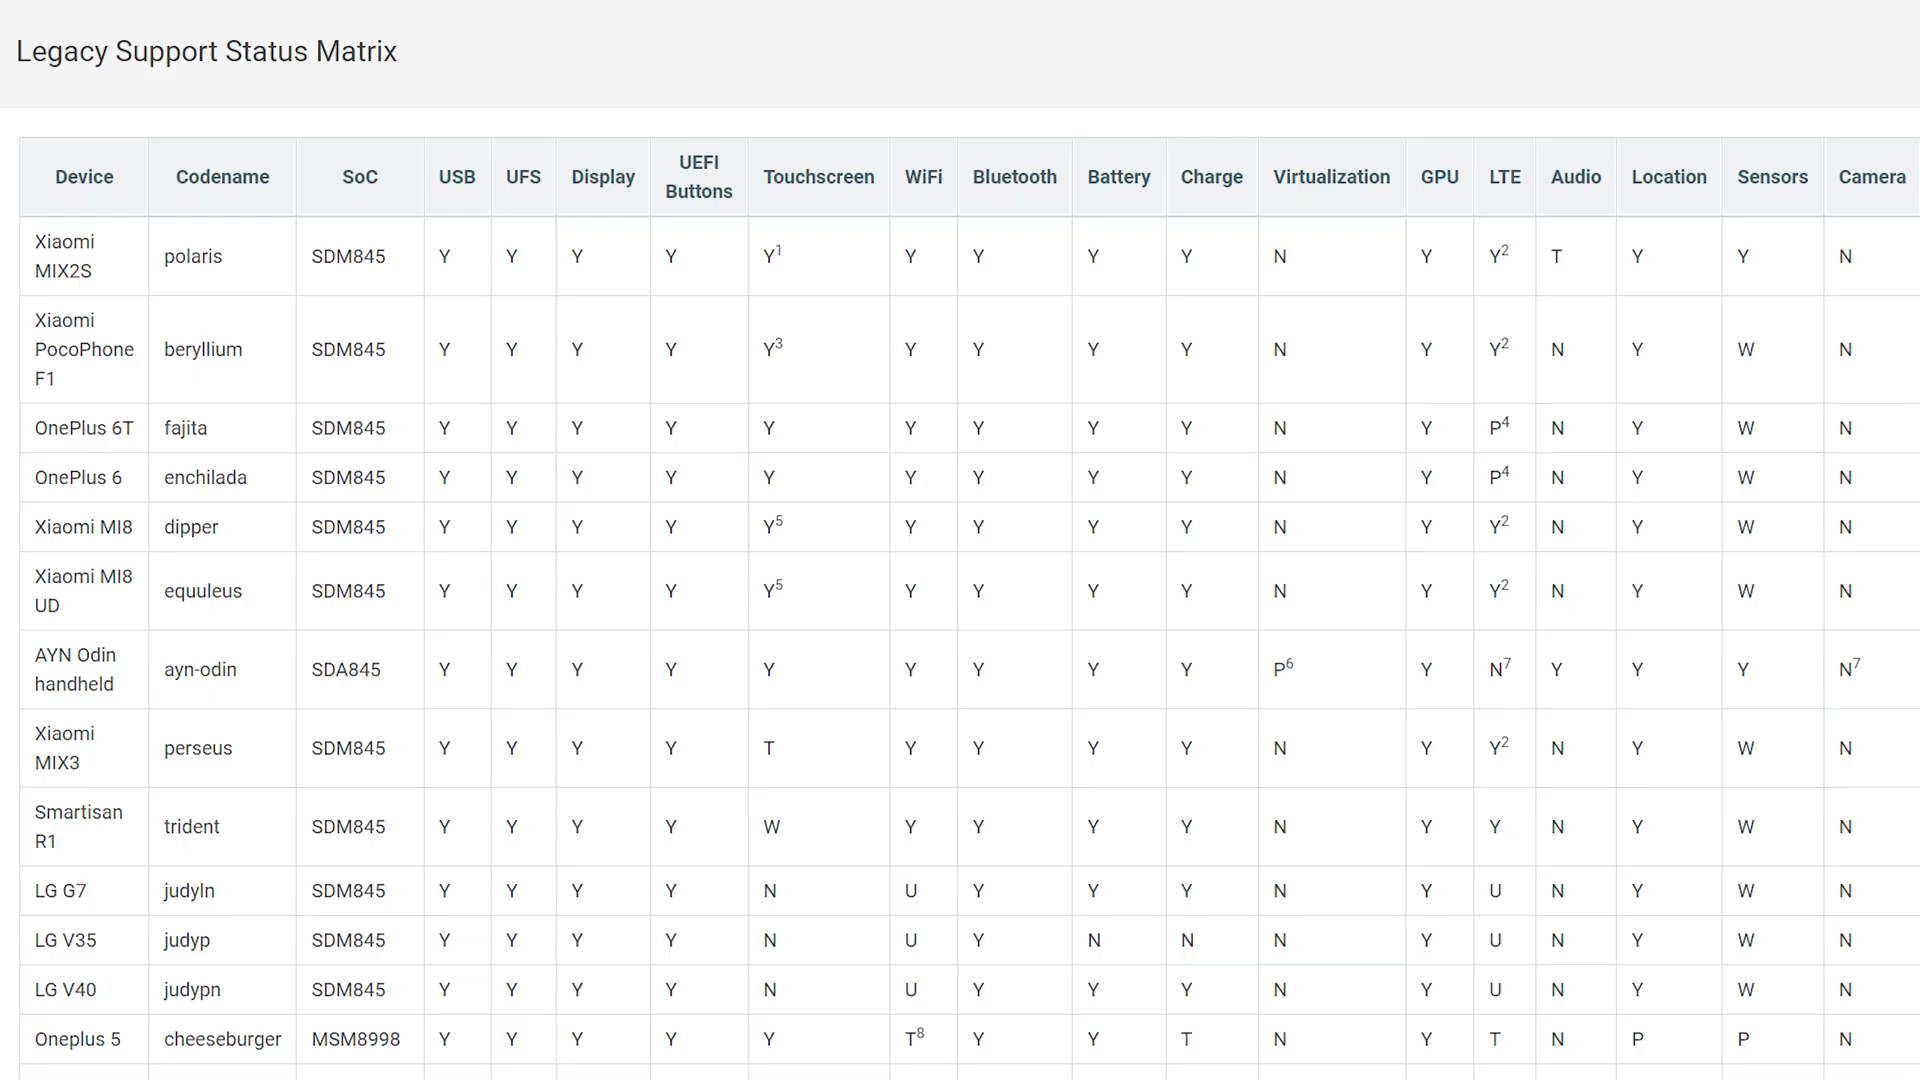 Legacy Support Status Matrix
Device Codename SoC USB UFS Display UEFI Buttons Touchscreen WiFi Bluetooth Battery Charge Virtualization GPU LTE Audio Location Sensors Camera
Xiaomi MIX2S polaris SDM845 Y Y Y Y Y1 Y Y Y Y N Y Y2 T Y Y N
Xiaomi PocoPhone F1 beryllium SDM845 Y Y Y Y Y3 Y Y Y Y N Y Y2 N Y W N
OnePlus 6T fajita SDM845 Y Y Y Y Y Y Y Y Y N Y P4 N Y W N
OnePlus 6 enchilada SDM845 Y Y Y Y Y Y Y Y Y N Y P4 N Y W N
Xiaomi MI8 dipper SDM845 Y Y Y Y Y5 Y Y Y Y N Y Y2 N Y W N
Xiaomi MI8 UD equuleus SDM845 Y Y Y Y Y5 Y Y Y Y N Y Y2 N Y W N
AYN Odin handheld ayn-odin SDA845 Y Y Y Y Y Y Y Y Y P6 Y N7 Y Y Y N7
Xiaomi MIX3 perseus SDM845 Y Y Y Y T Y Y Y Y N Y Y2 N Y W N
Smartisan R1 trident SDM845 Y Y Y Y W Y Y Y Y N Y Y N Y W N
LG G7 judyln SDM845 Y Y Y Y N U Y Y Y N Y U N Y W N
LG V35 judyp SDM845 Y Y Y Y N U Y N N N Y U N Y W N
LG V40 judypn SDM845 Y Y Y Y N U Y Y Y N Y U N Y W N
Oneplus 5 cheeseburger MSM8998 Y Y Y Y Y T8 Y Y T N Y T N P P N